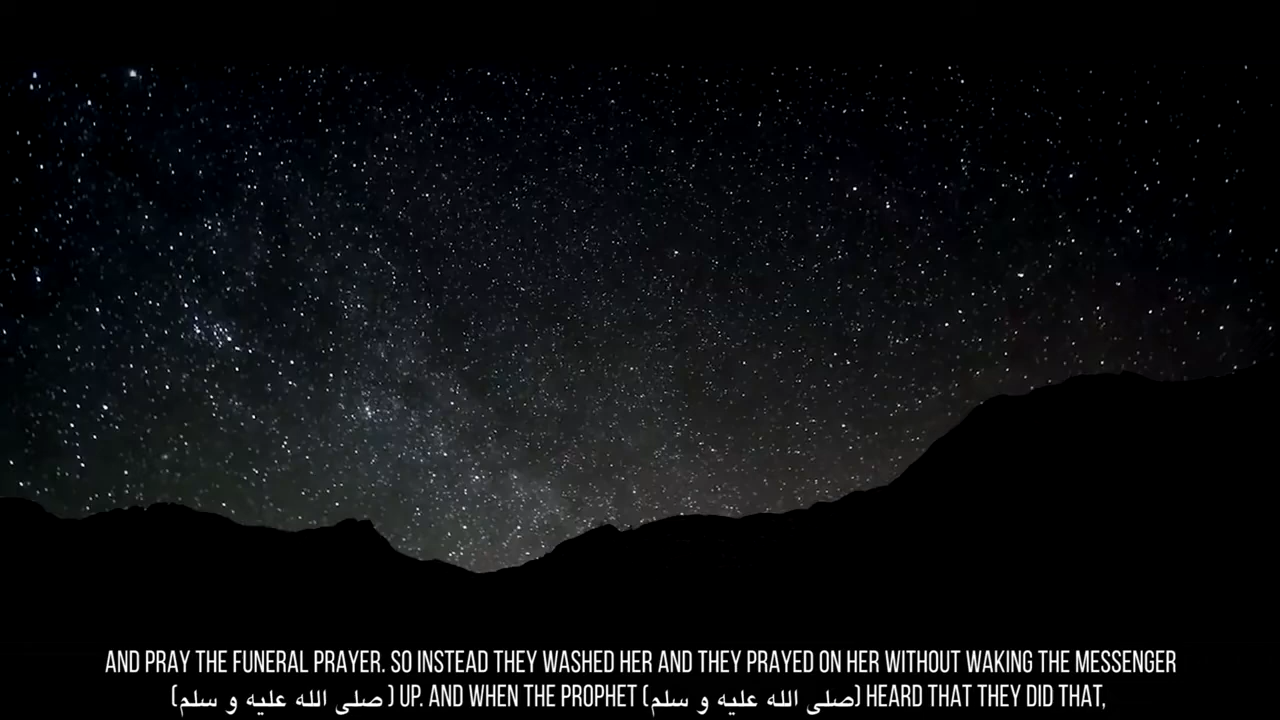 AND PRAY THE FUNERAL PRAYER. SO INSTEAD THEY WASHED HER AND THEY PRAYED ON HER WITHOUT WAKING THE MESSENGER
(صلى الله عليه و سلم) UP. AND WHEN THE PROPHET (صلى الله عليه و سلم) HEARD THAT THEY DID THAT,